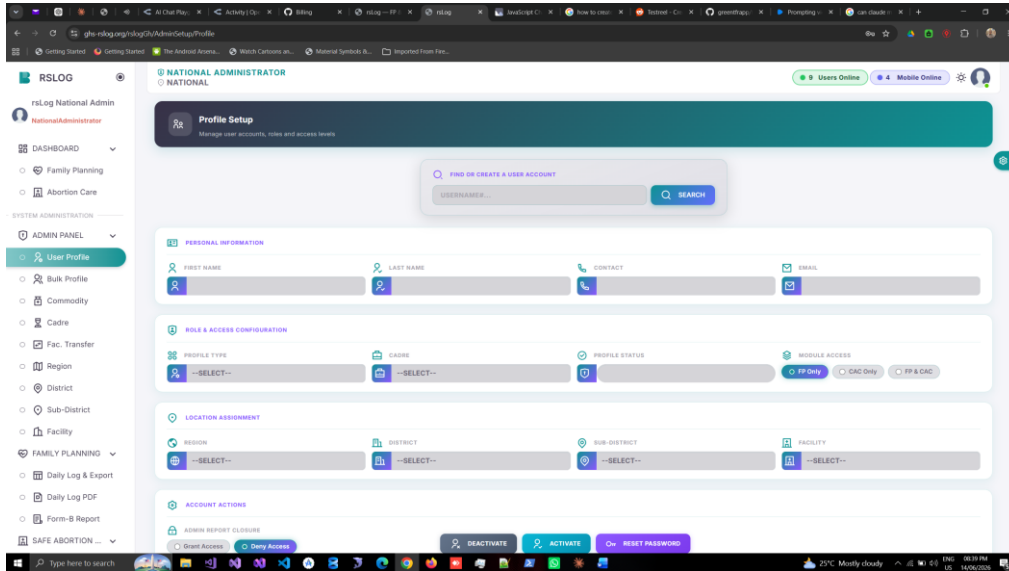 AI Chat Play
Activity | Op
Billing
rsLog — FF
rsLog
JavaScript C
how to creat
Testnet - Cr
greentfrapp/
Prompting
can claude
ghs-rslog.org/rslogGh/AdminSetup/Profile
Getting Started
Getting Started
The Android Arsena...
Watch Cartoons on...
Material Symbols &...
Imported From Fire...
RSLOG
rsLog National Admin
NationalAdministrator
DASHBOARD
Family Planning
Abortion Care
SYSTEM ADMINISTRATION
ADMIN PANEL
User Profile
Bulk Profile
Commodity
Cadre
Fac. Transfer
Region
District
Sub-District
Facility
FAMILY PLANNING
Daily Log & Export
Daily Log PDF
Form-B Report
SAFE ABORTION ...
NATIONAL ADMINISTRATOR
NATIONAL
9 Users Online
4 Mobile Online
Profile Setup
Manage user accounts, roles and access levels
FIND OR CREATE A USER ACCOUNT
USERNAMER...
SEARCH
PERSONAL INFORMATION
FIRST NAME
LAST NAME
CONTACT
EMAIL
ROLE & ACCESS CONFIGURATION
PROFILE TYPE
CADRE
PROFILE STATUS
MODULE ACCESS
--SELECT--
--SELECT--
FP Only
CAC Only
FP & CAC
LOCATION ASSIGNMENT
REGION
DISTRICT
SUB-DISTRICT
FACILITY
--SELECT--
--SELECT--
--SELECT--
--SELECT--
ACCOUNT ACTIONS
ADMIN REPORT CLOSURE
Grant Access
Deny Access
DEACTIVATE
ACTIVATE
RESET PASSWORD
Type here to search
25°C Mostly cloudy
ENG
US
08:39 PM
14/06/2026